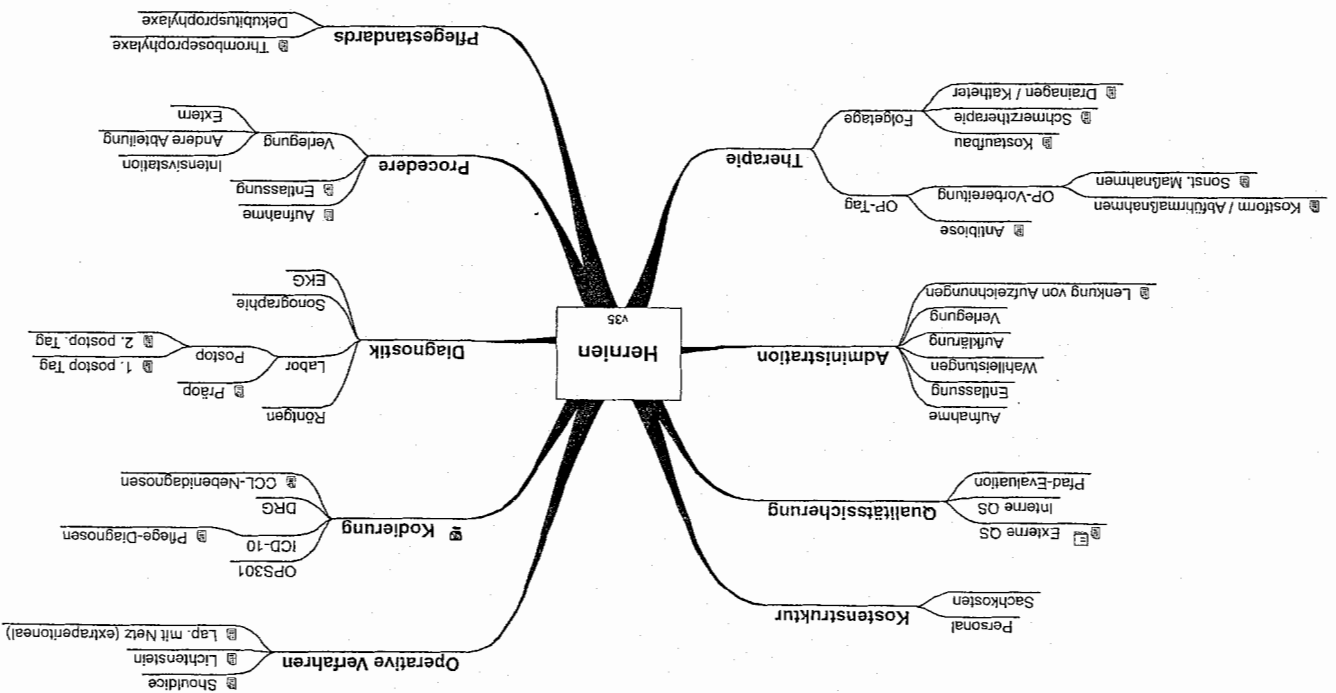 Hernien
v35
Operative Verfahren
Shouldice
Lichtenstein
Lap. mit Netz (extraperitoneal)
Kodierung
OPS301
ICD-10
Pflege-Diagnosen
DRG
CCL-Nebenidagnosen
Diagnostik
Röntgen
Labor
Präop
Postop
1. postop Tag
2. postop. Tag
Sonographie
EKG
Procedere
Aufnahme
Entlassung
Verlegung
Intensivstation
Andere Abteilung
Extern
Pflegestandards
Thromboseprophylaxe
Dekubitusprophylaxe
Kostenstruktur
Personal
Sachkosten
Qualitätssicherung
Externe QS
Interne QS
Pfad-Evaluation
Administration
Aufnahme
Entlassung
Wahlleistungen
Aufklärung
Verlegung
Lenkung von Aufzeichnungen
Therapie
OP-Tag
Antibiose
OP-Vorbereitung
Kostform / Abführmaßnahmen
Sonst. Maßnahmen
Folgetage
Kostaufbau
Schmerztherapie
Drainagen / Katheter